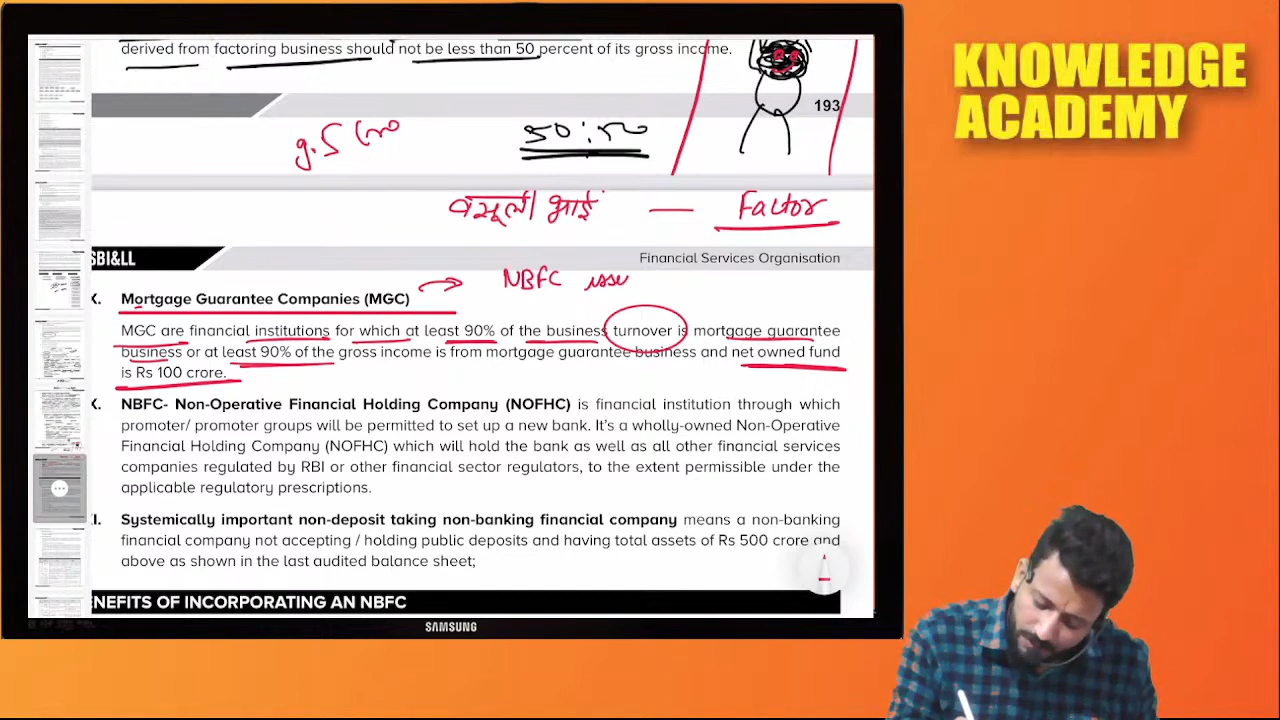 derived from factoring business should not be less than 50 percent of its gross income.
193
50:50
वसूली भाई — Factor
SBI&LL
Financial Service Organisation
NBFC
X. Mortgage Guarantee Companies (MGC)
MGC are financial institutions for which at least 90% of the business turnover is mortgage guarantee
business or at least 90% of the gross income is from mortgage guarantee business and net owned fund
is Rs 100 crore.
X. NBFC- Non-Operative Financial Holding Company (NOFHC) is financial institution through which
promoter/ promoter groups will be permitted to set up a new bank. It's a wholly-owned Non-Operative
Financial Holding Company (NOFHC) which will hold the bank as well as all other financial services
companies regulated by RBI or other financial sector regulators, to the extent permissible under the
applicable regulatory prescriptions.
I. Systemically important non-deposit taking non-banking financial company means a non-banking
financial company not accepting / holding public deposits and having total assets of Rs 500 crore and
above as shown in the last audited balance sheet.
ENEFITS OF INCORPORATING AN NBFC
SAMSUNG
KNOWLEDGE
ACADEMY